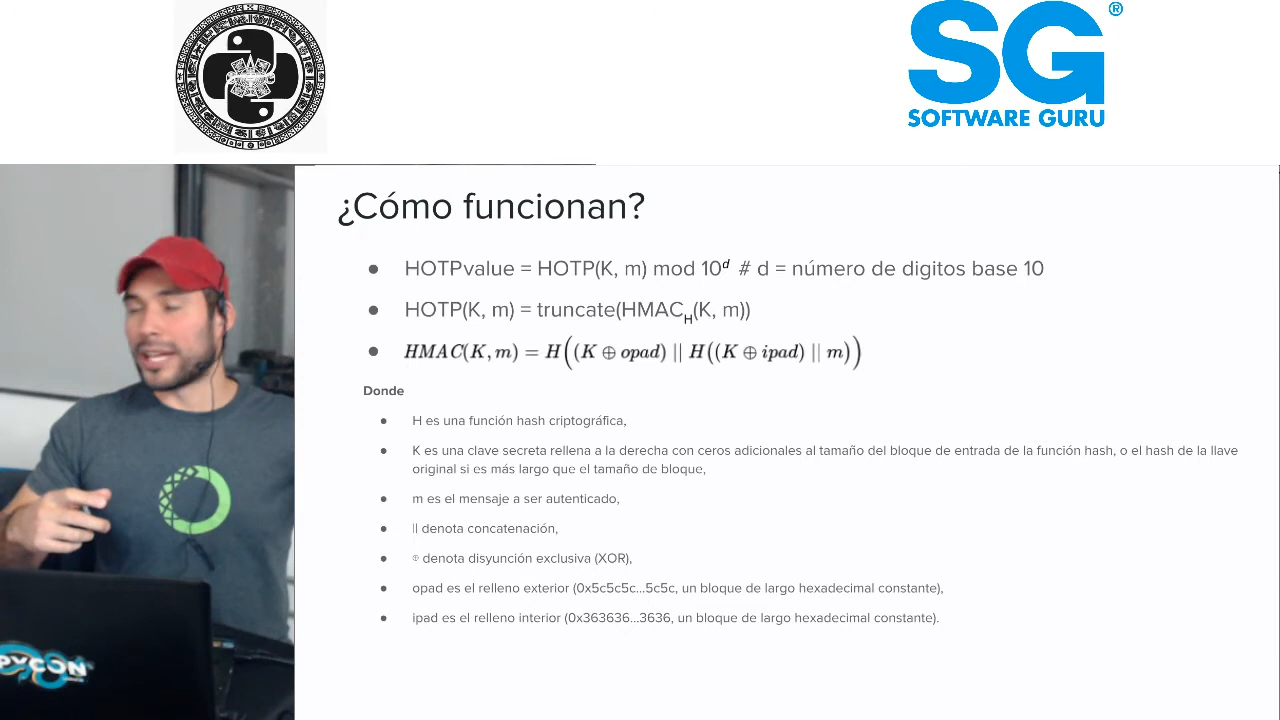 SG®
SOFTWARE GURU
¿Cómo funcionan?
● HOTPvalue = HOTP(K, m) mod 10ᵈ # d = número de digitos base 10
● HOTP(K, m) = truncate(HMAC_H(K, m))
● HMAC(K, m) = H((K ⊕ opad) || H((K ⊕ ipad) || m))
Donde
● H es una función hash criptográfica,
● K es una clave secreta rellena a la derecha con ceros adicionales al tamaño del bloque de entrada de la función hash, o el hash de la llave
original si es más largo que el tamaño de bloque,
● m es el mensaje a ser autenticado,
● || denota concatenación,
● ⊕ denota disyunción exclusiva (XOR),
● opad es el relleno exterior (0x5c5c5c...5c5c, un bloque de largo hexadecimal constante),
● ipad es el relleno interior (0x363636...3636, un bloque de largo hexadecimal constante).
PYCON